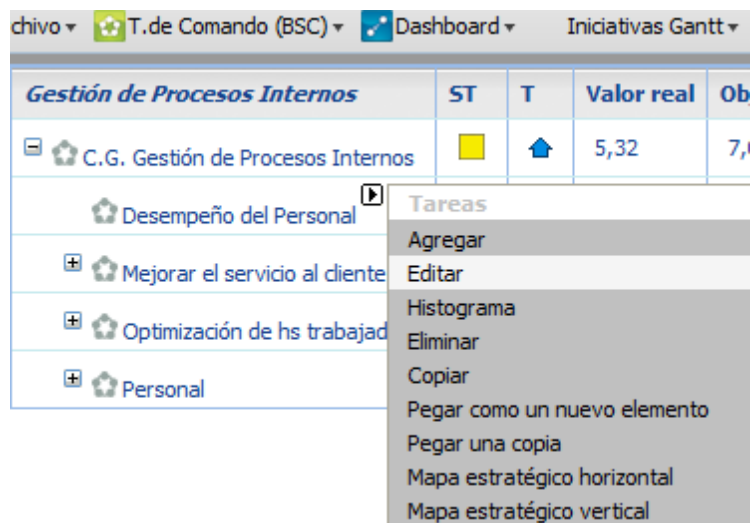 chivo T.de Comando (BSC) Dashboard Iniciativas Gantt
Gestión de Procesos Internos ST T Valor real Ob
C.G. Gestión de Procesos Internos 5,32 7,
Desempeño del Personal Tareas
Agregar
Mejorar el servicio al cliente Editar
Histograma
Optimización de hs trabajad Eliminar
Copiar
Personal
Pegar como un nuevo elemento
Pegar una copia
Mapa estratégico horizontal
Mapa estratégico vertical